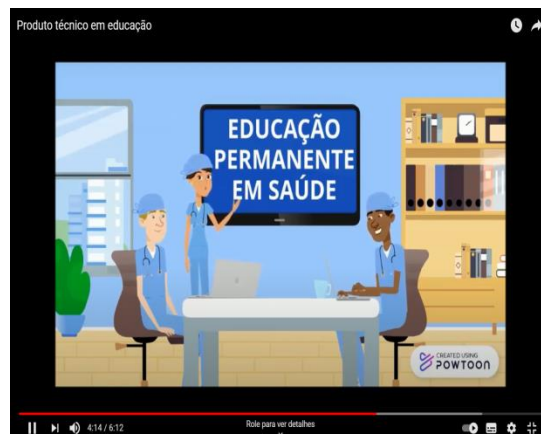 Produto técnico em educação
EDUCAÇÃO
PERMANENTE
EM SAÚDE
CREATED USING
POWTOON
4:14 / 6:12
Role para ver detalhes